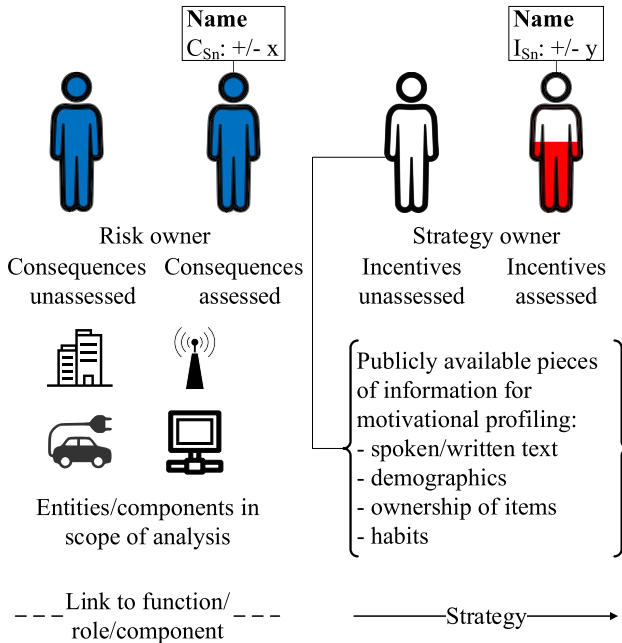 Name
C_Sn: +/- x
Name
I_Sn: +/- y
Risk owner
Strategy owner
Consequences
unassessed
Consequences
assessed
Incentives
unassessed
Incentives
assessed
Publicly available pieces
of information for
motivational profiling:
- spoken/written text
- demographics
- ownership of items
- habits
Entities/components in
scope of analysis
Link to function/
role/component
Strategy